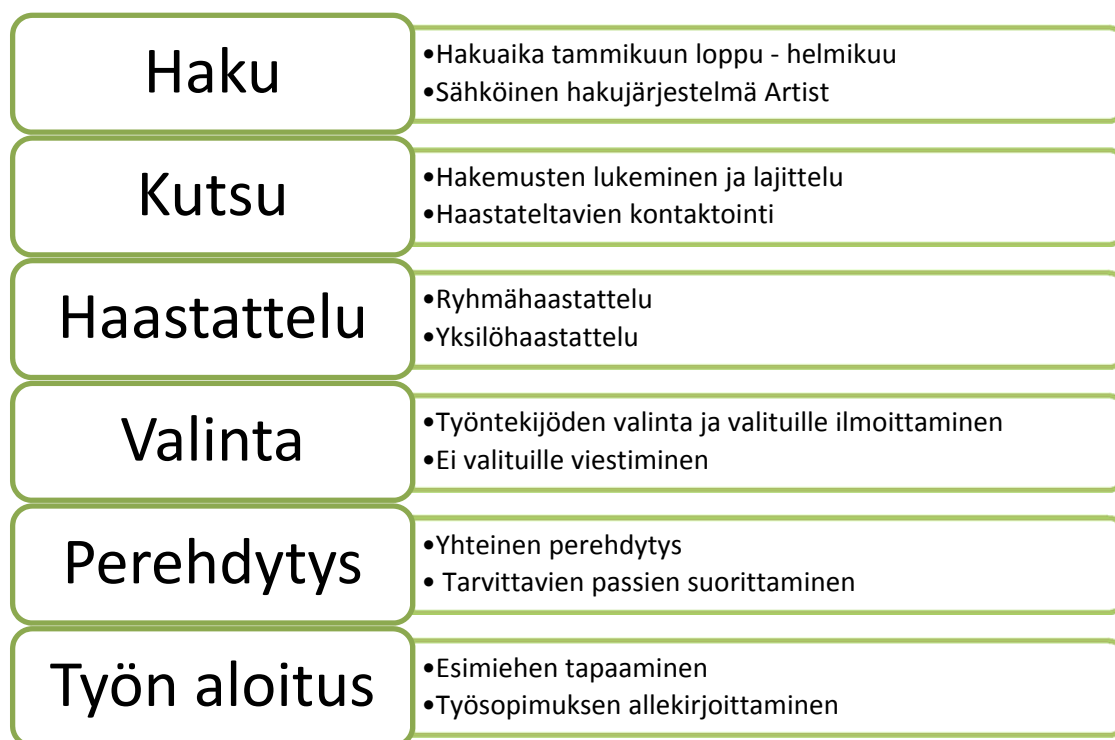 Haku
•Hakuaika tammikuun loppu - helmikuu
•Sähköinen hakujärjestelmä Artist
Kutsu
•Hakemusten lukeminen ja lajittelu
•Haastateltavien kontaktointi
Haastattelu
•Ryhmähaastattelu
•Yksilöhaastattelu
Valinta
•Työntekijöden valinta ja valituille ilmoittaminen
•Ei valituille viestiminen
Perehdytys
•Yhteinen perehdytys
• Tarvittavien passien suorittaminen
Työn aloitus
•Esimiehen tapaaminen
•Työsopimuksen allekirjoittaminen